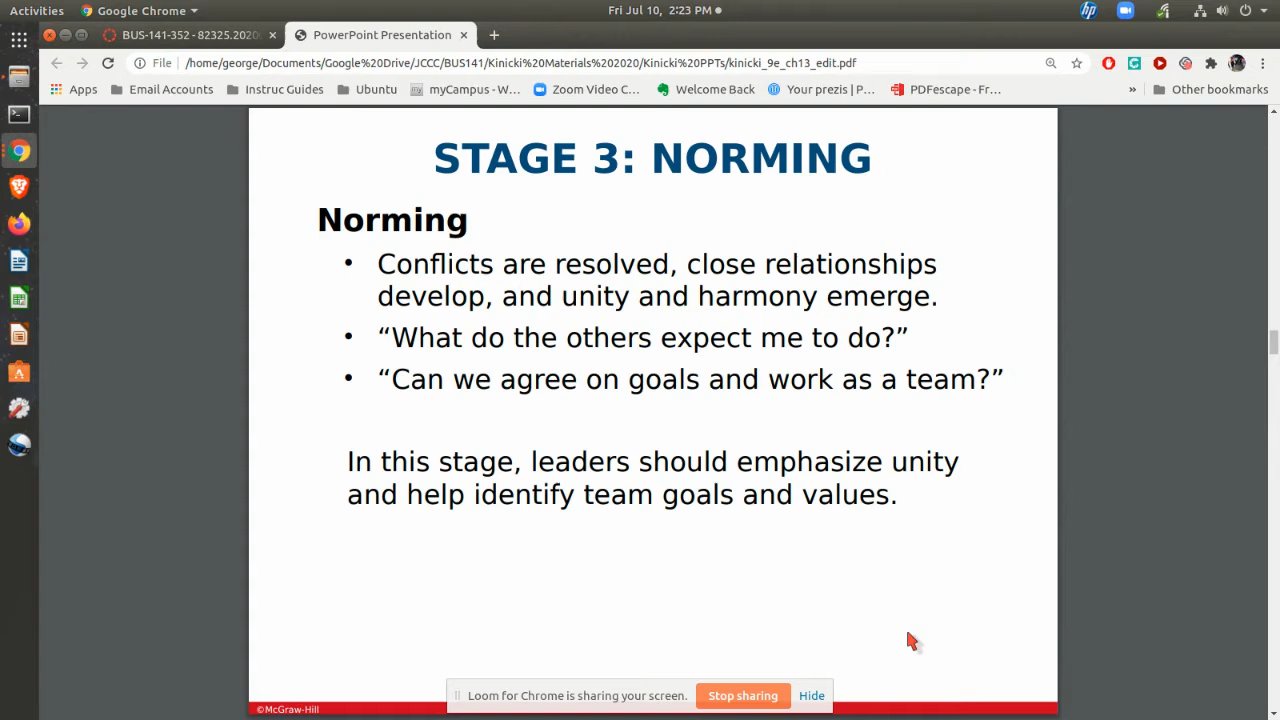 Activities
Google Chrome
Fri Jul 10, 2:23 PM
BUS-141-352 - 82325.2020
PowerPoint Presentation
File
/home/george/Documents/Google%20Drive/JCCC/BUS141/Kinicki%20Materials%202020/Kinicki%20PPTs/kinicki_9e_ch13_edit.pdf
Apps
Email Accounts
Instruc Guides
Ubuntu
myCampus - W...
Zoom Video C...
Welcome Back
Your prezis | P...
PDFescape - Fr...
»
Other bookmarks
STAGE 3: NORMING
Norming
• Conflicts are resolved, close relationships
develop, and unity and harmony emerge.
• “What do the others expect me to do?”
• “Can we agree on goals and work as a team?”
In this stage, leaders should emphasize unity
and help identify team goals and values.
Loom for Chrome is sharing your screen.
Stop sharing
Hide
©McGraw-Hill